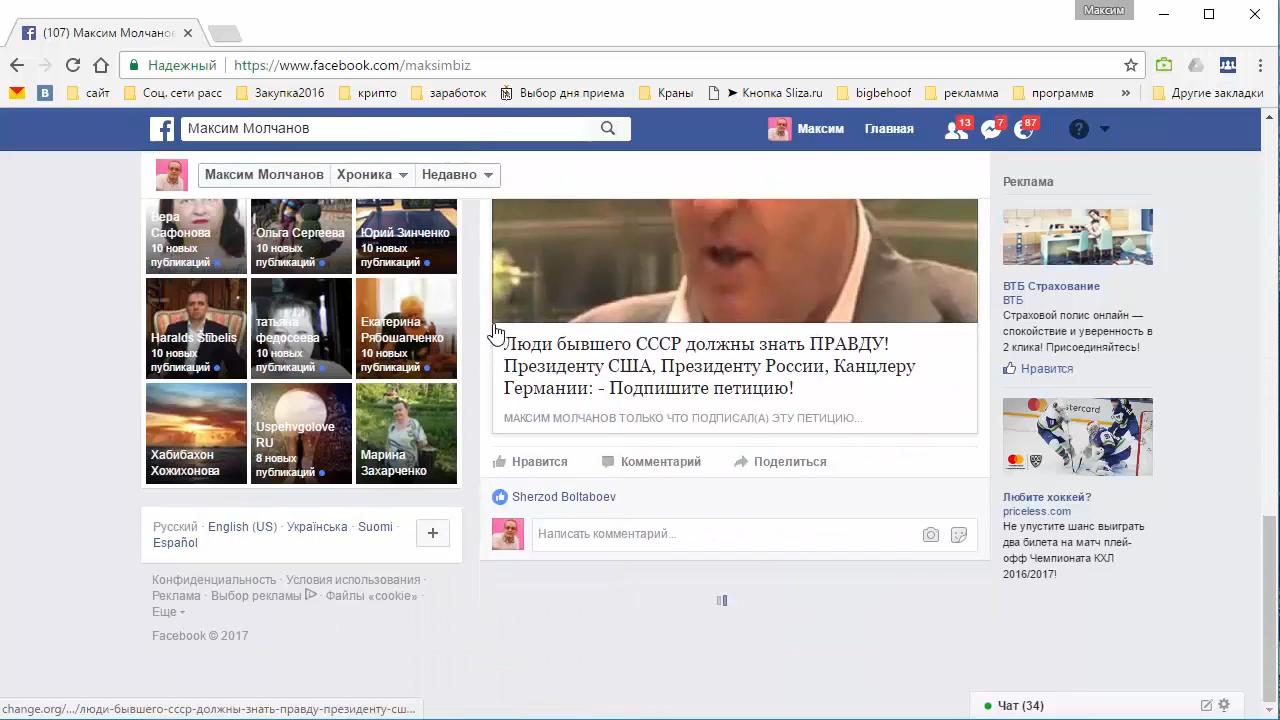 Максим
(107) Максим Молчанов
Надежный
https://www.facebook.com/maksimbiz
сайт
Соц. сети расс
Закупка2016
крипто
заработок
Выбор дня приема
Краны
➤ Кнопка Sliza.ru
bigbehoof
рекламма
программ
»
Другие закладки
Максим Молчанов
Максим
Главная
13
7
87
?
Максим Молчанов
Хроника
Недавно
Вера
Сафонова
10 новых
публикаций
Ольга Сергеева
10 новых
публикаций
Юрий Зинченко
10 новых
публикаций
Haralds Stibelis
10 новых
публикаций
татьяна
федосеева
10 новых
публикаций
Екатерина
Рябошапченко
10 новых
публикаций
Хабибахон
Хожихонова
Uspehvgolove
RU
8 новых
публикаций
Марина
Захарченко
Русский · English (US) · Українська · Suomi ·
Español
Конфиденциальность · Условия использования ·
Реклама · Выбор рекламы · Файлы «cookie» ·
Еще
Facebook © 2017
Люди бывшего СССР должны знать ПРАВДУ!
Президенту США, Президенту России, Канцлеру
Германии: - Подпишите петицию!
МАКСИМ МОЛЧАНОВ ТОЛЬКО ЧТО ПОДПИСАЛ(А) ЭТУ ПЕТИЦИЮ...
Нравится
Комментарий
Поделиться
Sherzod Boltaboev
Написать комментарий...
Реклама
ВТБ Страхование
ВТБ
Страховой полис онлайн —
спокойствие и уверенность в
2 клика! Присоединяйтесь!
Нравится
mastercard
Любите хоккей?
priceless.com
Не упустите шанс выиграть
два билета на матч плей-
офф Чемпионата КХЛ
2016/2017!
Чат (34)
change.org/.../люди-бывшего-ссср-должны-знать-правду-президенту-сш...